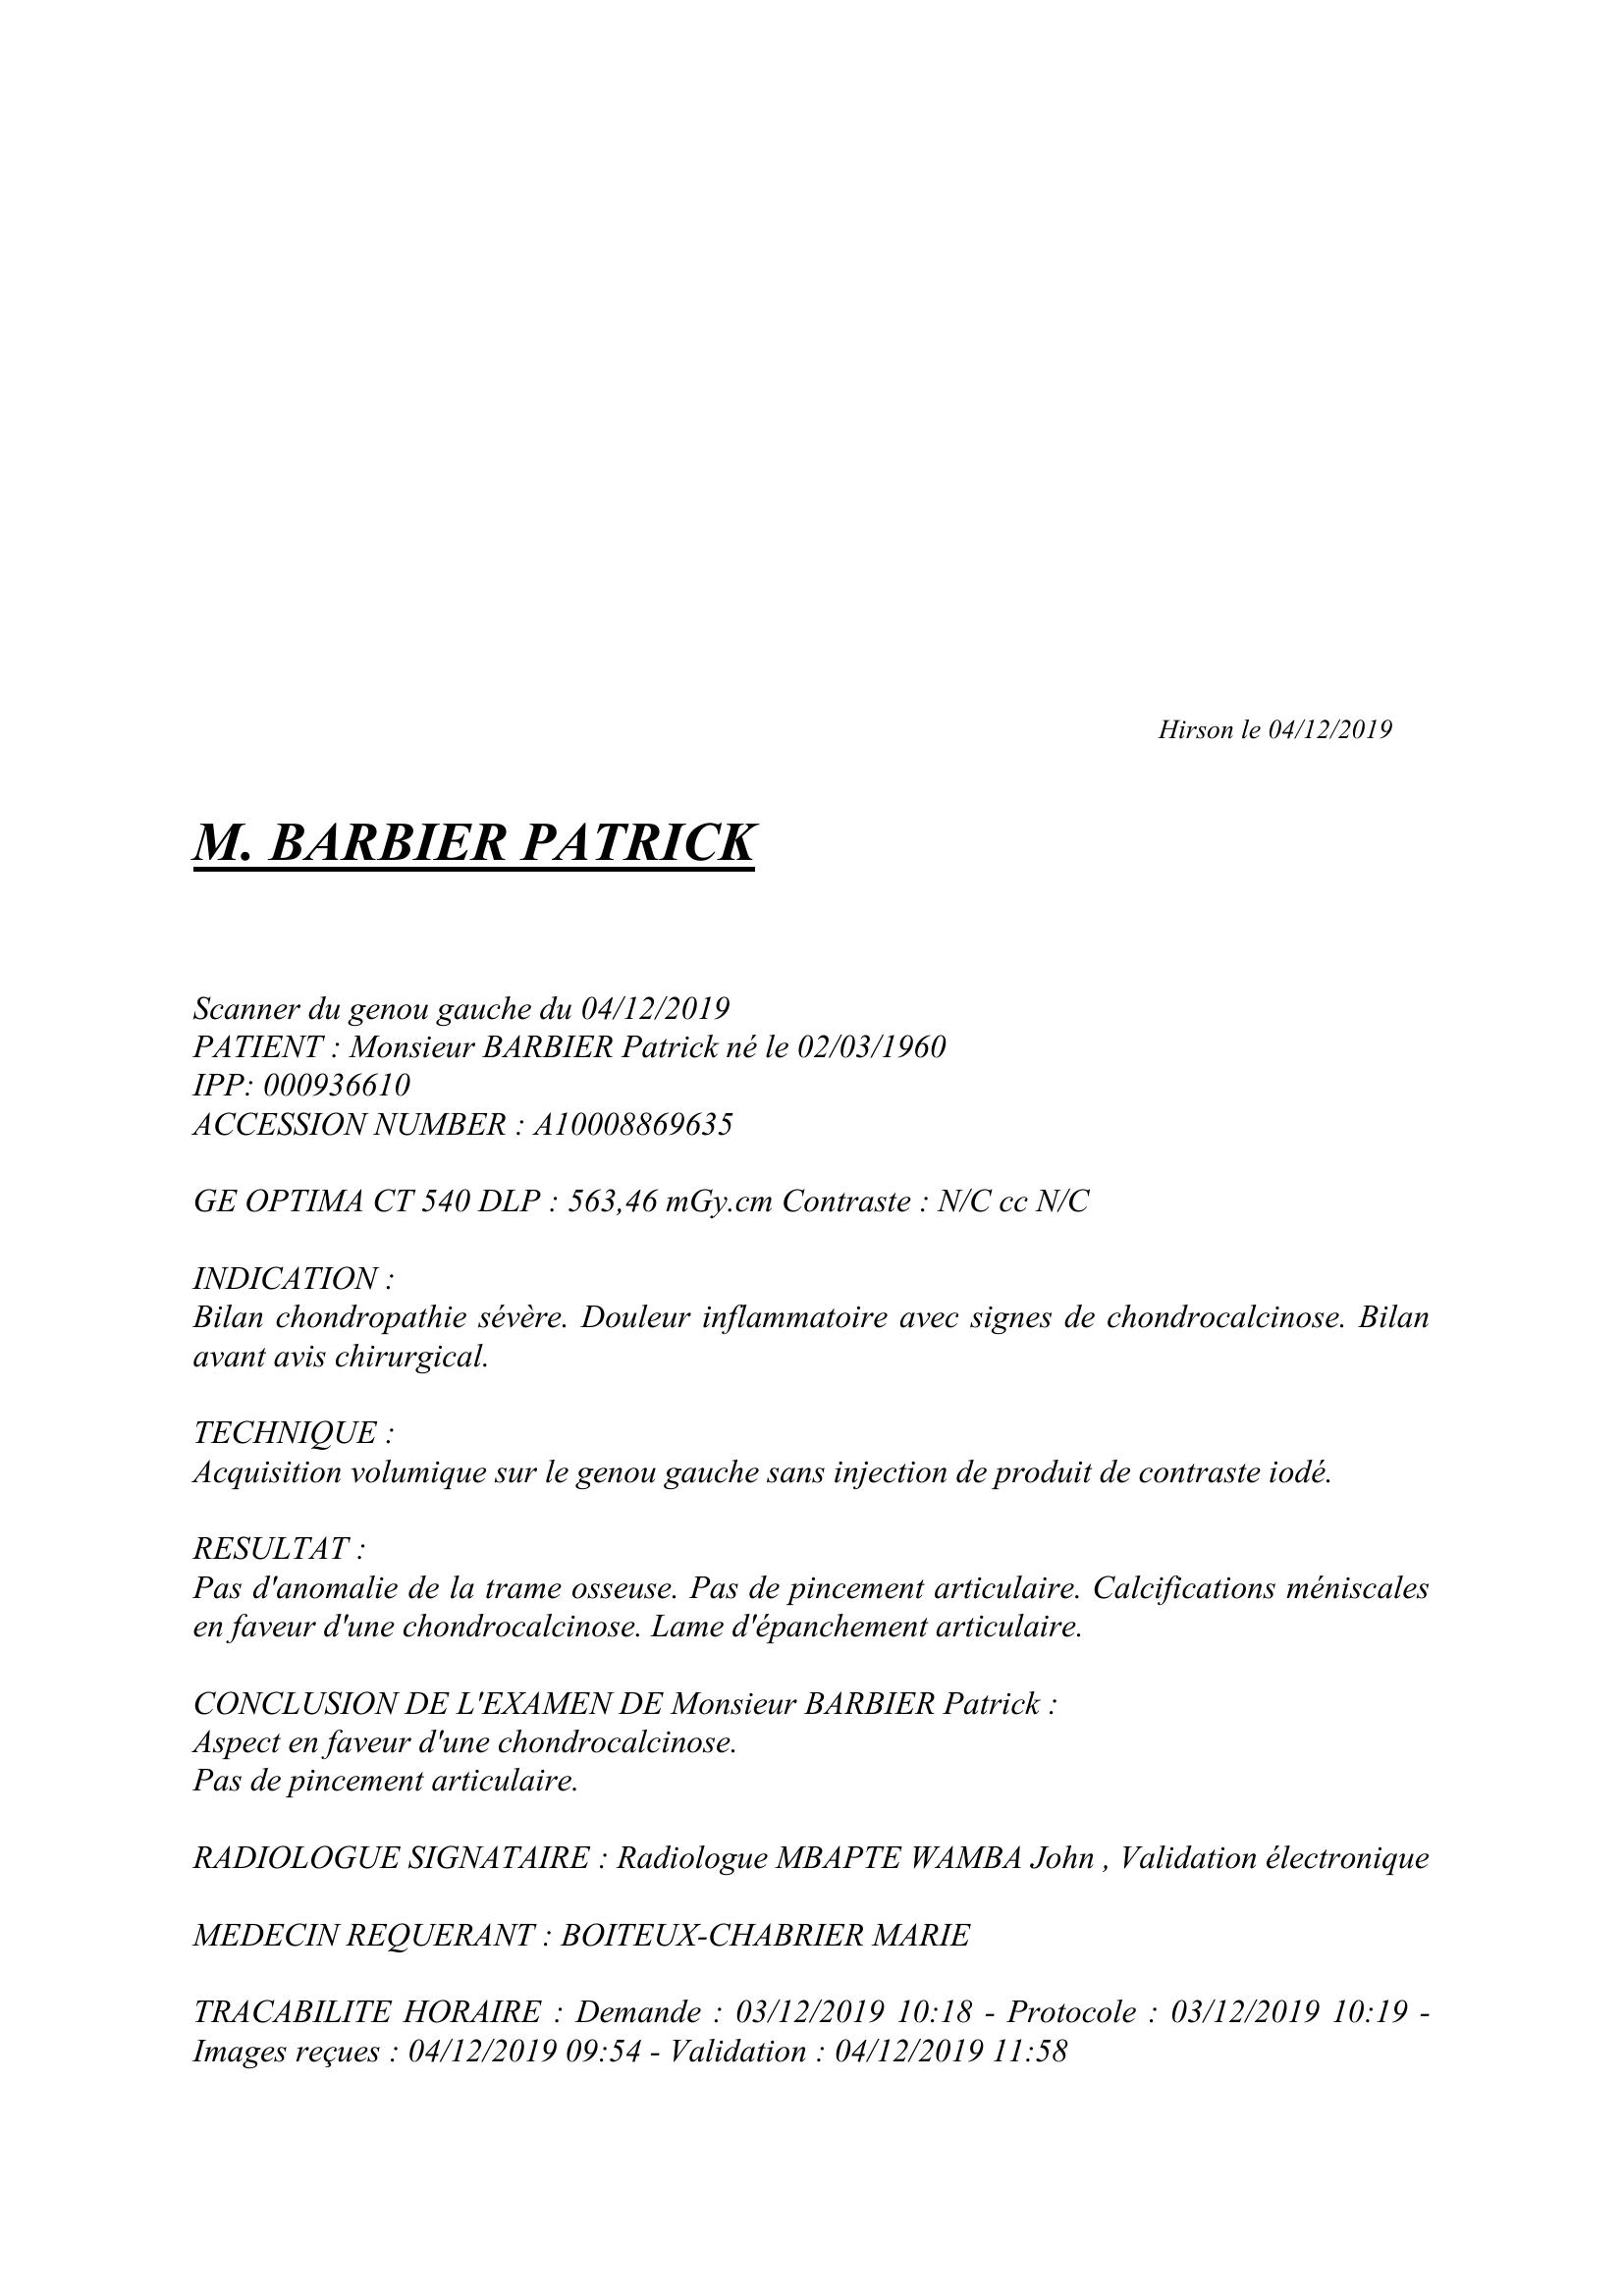 Hirson le 04/12/2019
M. BARBIER PATRICK
Scanner du genou gauche du 04/12/2019
PATIENT : Monsieur BARBIER Patrick né le 02/03/1960
IPP: 000936610
ACCESSION NUMBER : A10008869635
GE OPTIMA CT 540 DLP : 563,46 mGy.cm Contraste : N/C cc N/C
INDICATION :
Bilan chondropathie sévère. Douleur inflammatoire avec signes de chondrocalcinose. Bilan
avant avis chirurgical.
TECHNIQUE :
Acquisition volumique sur le genou gauche sans injection de produit de contraste iodé.
RESULTAT :
Pas d'anomalie de la trame osseuse. Pas de pincement articulaire. Calcifications méniscales
en faveur d'une chondrocalcinose. Lame d'épanchement articulaire.
CONCLUSION DE L'EXAMEN DE Monsieur BARBIER Patrick :
Aspect en faveur d'une chondrocalcinose.
Pas de pincement articulaire.
RADIOLOGUE SIGNATAIRE : Radiologue MBAPTE WAMBA John , Validation électronique
MEDECIN REQUERANT : BOITEUX-CHABRIER MARIE
TRACABILITE HORAIRE : Demande : 03/12/2019 10:18 - Protocole : 03/12/2019 10:19 -
Images reçues : 04/12/2019 09:54 - Validation : 04/12/2019 11:58